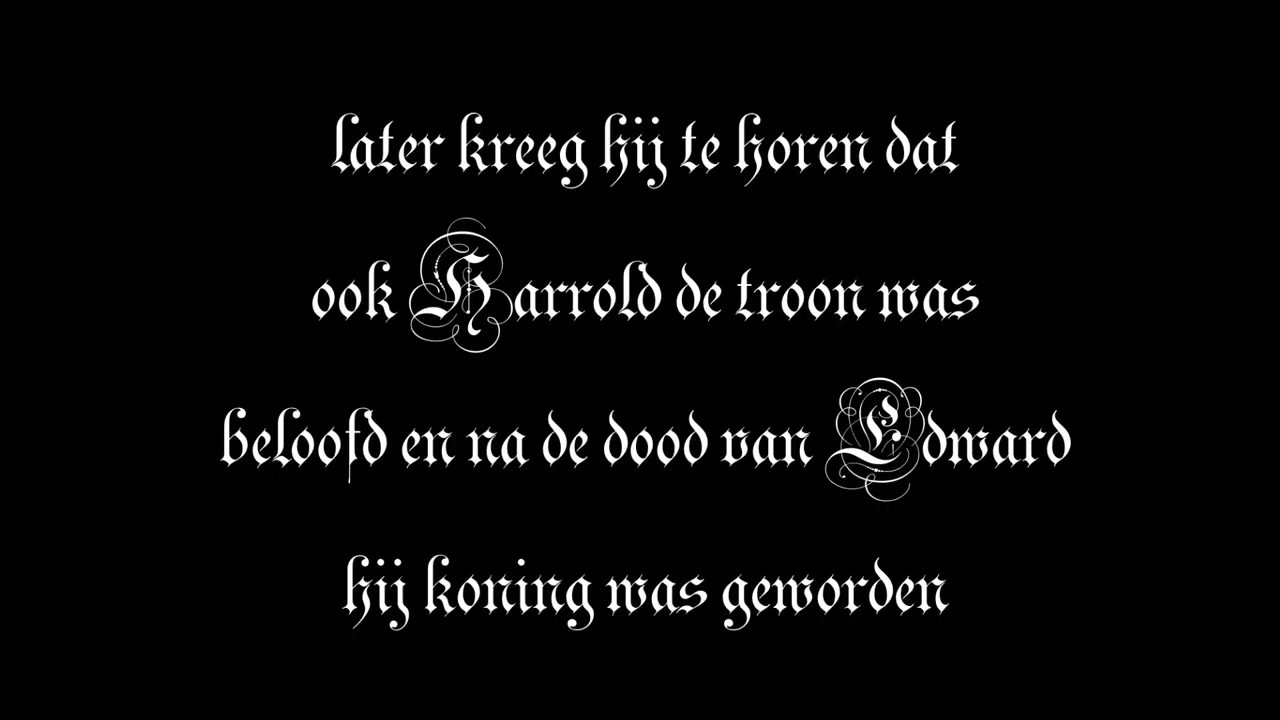 later kreeg hij te horen dat
ook Harrold de troon was
beloofd en na de dood van Edward
hij koning was geworden